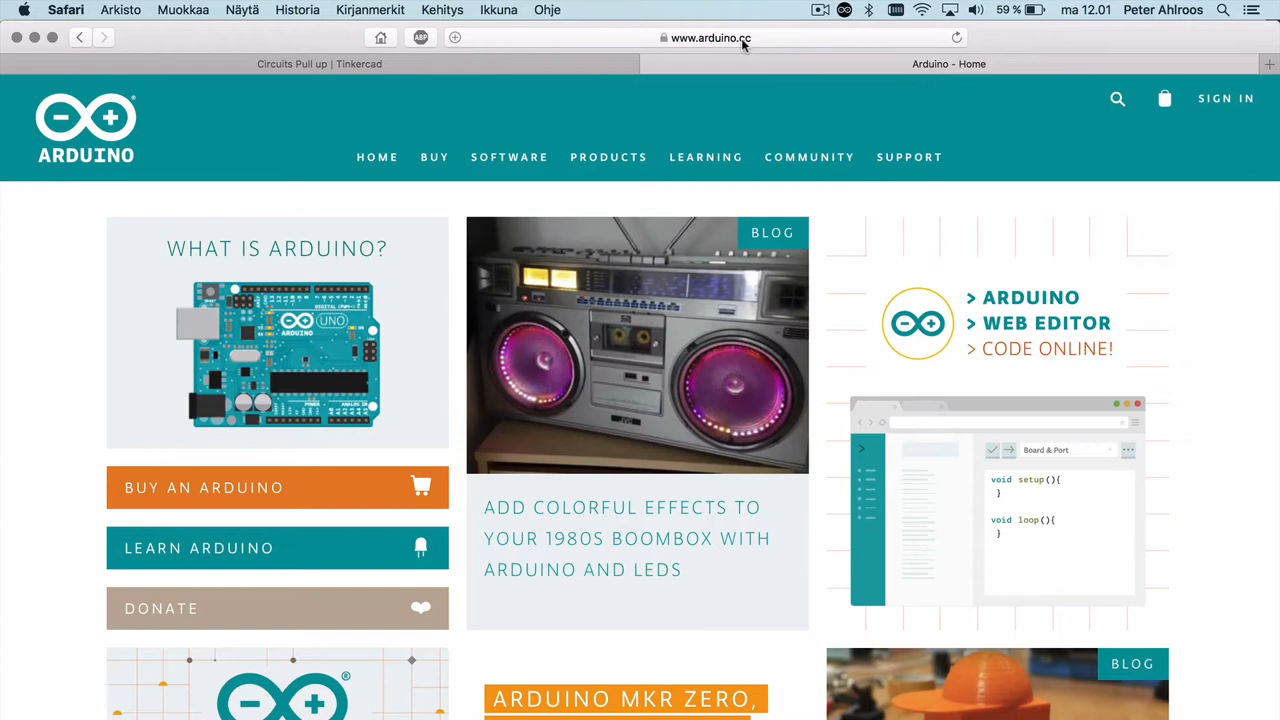 Safari Arkisto Muokkaa Näytä Historia Kirjanmerkit Kehitys Ikkuna Ohje 59 % ma 12.01 Peter Ahlroos
ABP www.arduino.cc
Circuits Pull up | Tinkercad Arduino - Home
SIGN IN
ARDUINO
HOME BUY SOFTWARE PRODUCTS LEARNING COMMUNITY SUPPORT
WHAT IS ARDUINO?
UNO
BUY AN ARDUINO
LEARN ARDUINO
DONATE
BLOG
ADD COLORFUL EFFECTS TO
YOUR 1980S BOOMBOX WITH
ARDUINO AND LEDS
ARDUINO MKR ZERO,
> ARDUINO
> WEB EDITOR
> CODE ONLINE!
Board & Port
void setup(){
}
void loop(){
}
BLOG